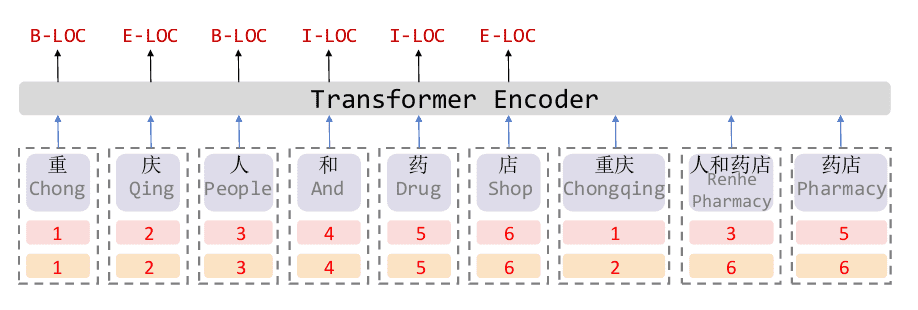 B-LOC E-LOC B-LOC I-LOC I-LOC E-LOC
Transformer Encoder
重 庆 人 和 药 店 重庆 人和药店 药店
Chong Qing People And Drug Shop Chongqing Renhe Pharmacy Pharmacy
1 2 3 4 5 6 1 3 5
1 2 3 4 5 6 2 6 6